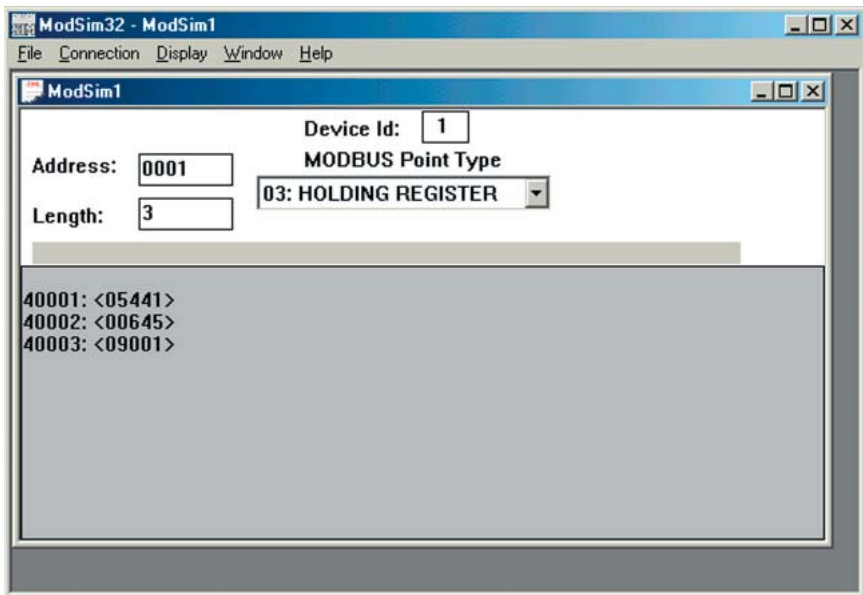 ModSim32 - ModSim1
File Connection Display Window Help
ModSim1
Device Id: 1
Address: 0001
MODBUS Point Type
03: HOLDING REGISTER
Length: 3
40001: <05441>
40002: <00645>
40003: <09001>